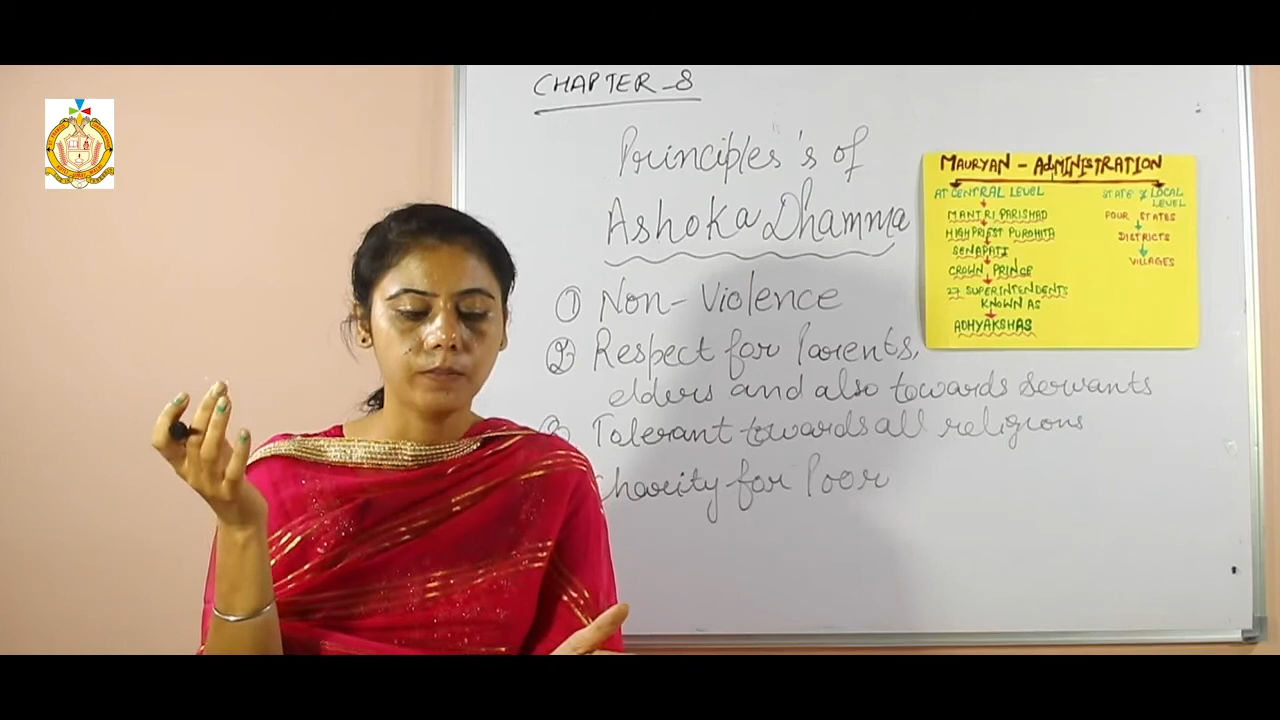 CHAPTER-8
Principles's of
Ashoka Dhamma
① Non-Violence
② Respect for Parents,
elders and also towards servants
Tolerant towards all religions
Charity for Poor
MAURYAN - ADMINISTRATION
AT CENTRAL LEVEL
MANTRI PARISHAD
HIGH PRIEST PUROHITA
SENAPATI
CROWN PRINCE
27 SUPERINTENDENTS
KNOWN AS
ADHYAKSHAS
STATE & LOCAL
LEVEL
FOUR STATES
DISTRICTS
VILLAGES